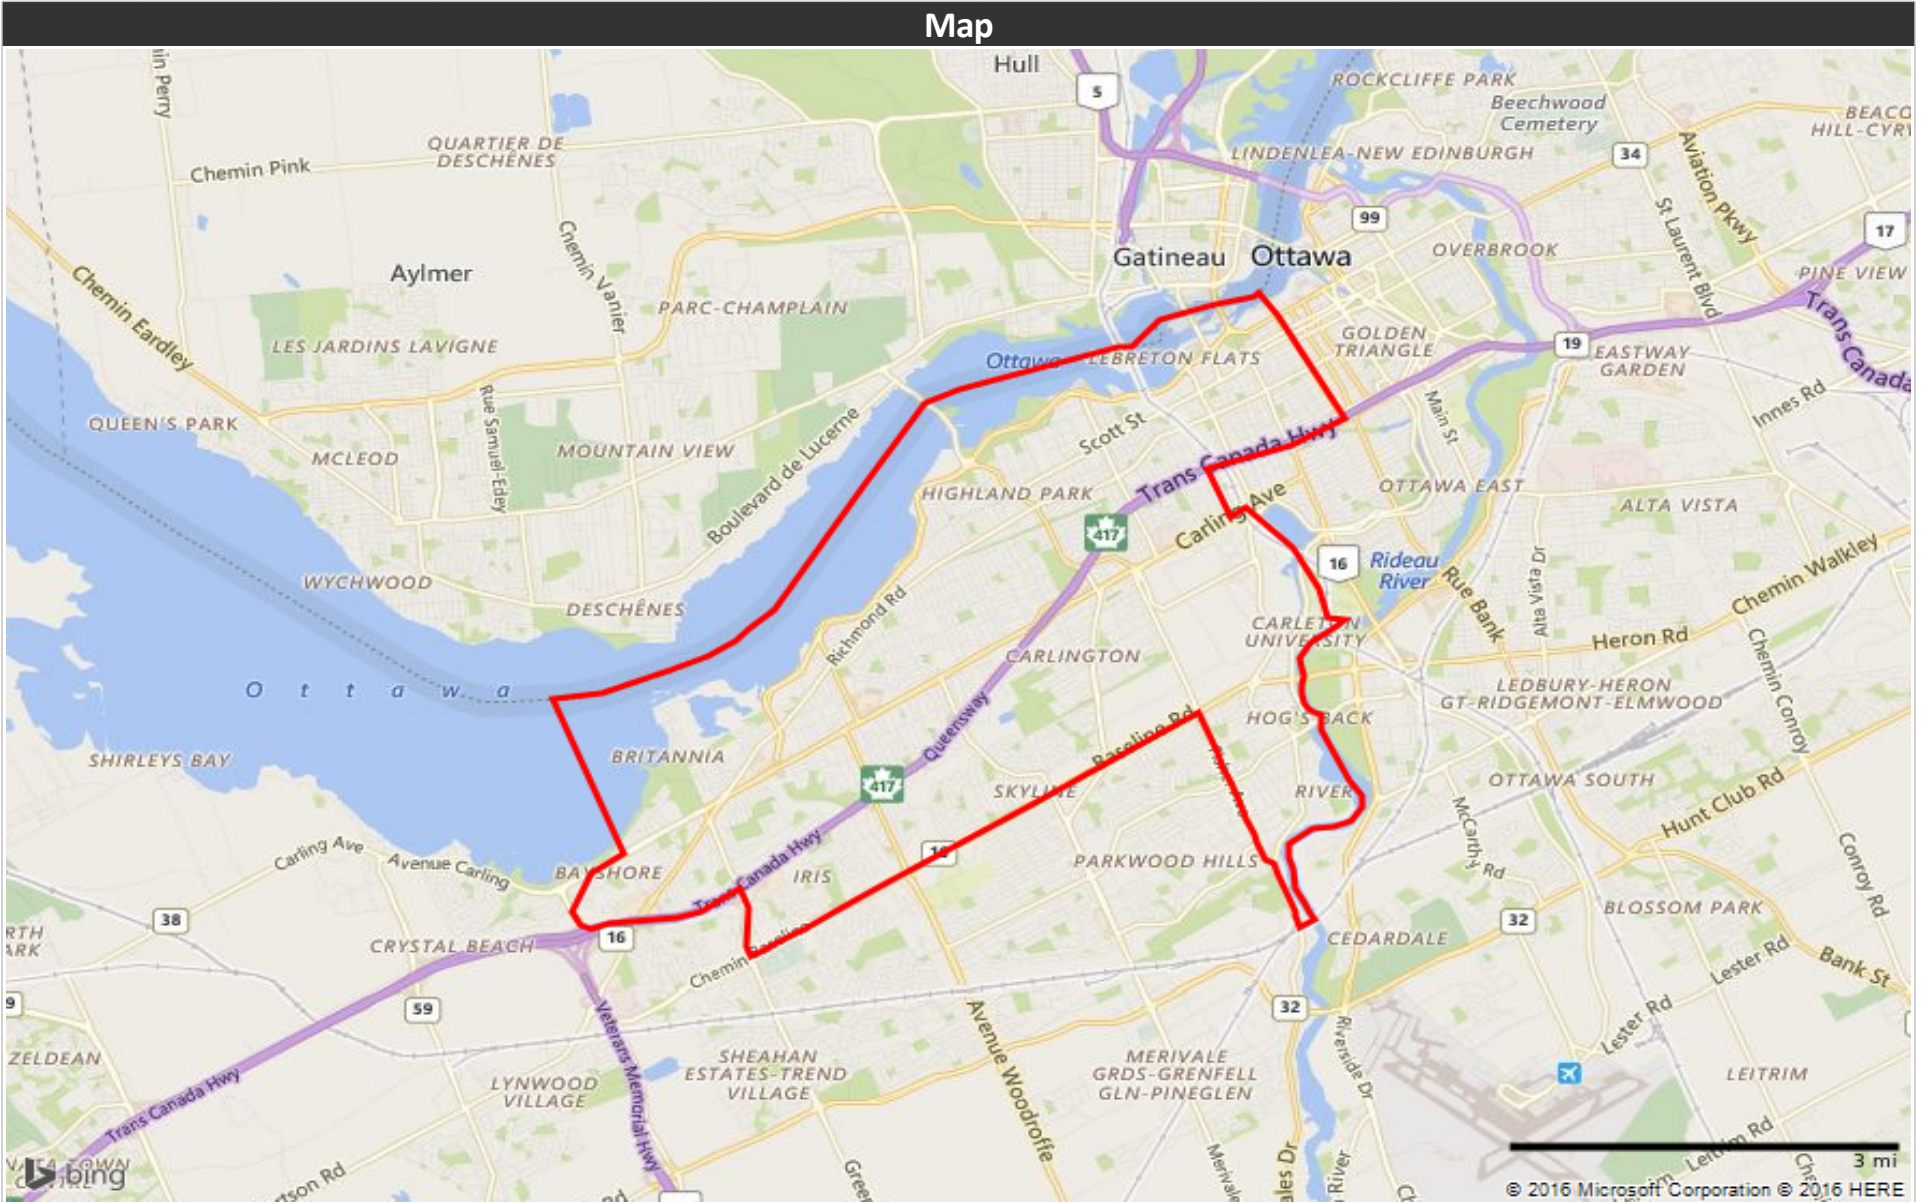 Map
Hull
5
ROCKCLIFFE PARK
Beechwood
Cemetery
QUARTIER DE
DESCHÊNES
Chemin Pink
LINDENLEA-NEW EDINBURGH
34
Aviation Pkwy
St Laurent Blvd
99
17
Chemin Vanier
Gatineau
Ottawa
OVERBROOK
PINE VIEW
Aylmer
Chemin Eardley
PARC-CHAMPLAIN
Trans Canada
LES JARDINS LAVIGNE
Ottawa
LEBRETON FLATS
GOLDEN
TRIANGLE
19
EASTWAY
GARDEN
Innes Rd
QUEEN'S PARK
Rue Samuel-Edey
MCLEOD
MOUNTAIN VIEW
Boulevard de Lucerne
Scott St
Main St
Trans Canada Hwy
HIGHLAND PARK
OTTAWA EAST
ALTA VISTA
417
Carling Ave
16
Rideau
River
Rue Bank
Alta Vista Dr
Chemin Walkley
WYCHWOOD
DESCHÊNES
Richmond Rd
CARLETON
UNIVERSITY
Heron Rd
Chemin Conroy
CARLINGTON
Ottawa
LEDBURY-HERON
GT-RIDGEMONT-ELMWOOD
Queensway
Baseline Rd
HOG'S BACK
SHIRLEYS BAY
BRITANNIA
417
SKYLINE
Fisher Ave
RIVER
OTTAWA SOUTH
Hunt Club Rd
McCarthy Rd
Carling Ave
Avenue Carling
BAYSHORE
Trans Canada Hwy
IRIS
PARKWOOD HILLS
Conroy Rd
38
CRYSTAL BEACH
16
Chemin Baseline
CEDARDALE
32
BLOSSOM PARK
Lester Rd
Bank St
59
Veterans Memorial Hwy
Avenue Woodroffe
32
Riverside Dr
Lester Rd
SHEAHAN
ESTATES-TREND
VILLAGE
MERIVALE
GRDS-GRENFELL
GLN-PINEGLEN
LEITRIM
LYNWOOD
VILLAGE
Trans Canada Hwy
Leitrim Rd
3 mi
bing
© 2016 Microsoft Corporation © 2016 HERE